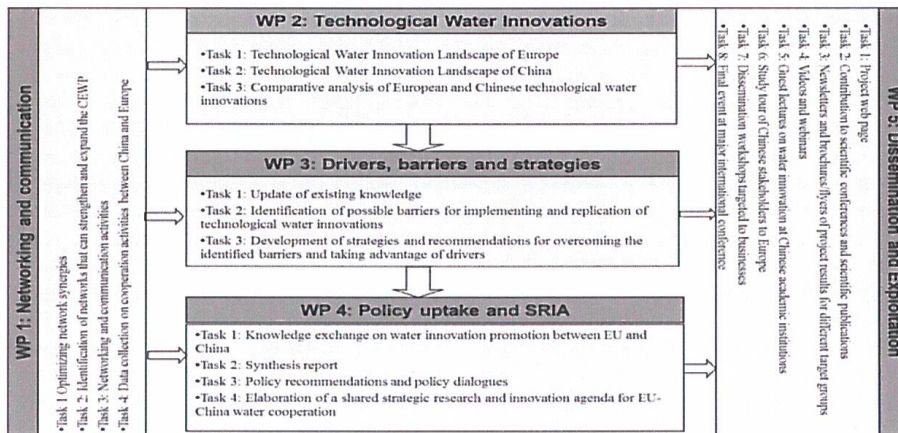 WP 1: Networking and communication
•Task 1 Optimizing network synergies
•Task 2: Identification of networks that can strengthen and expand the CEWP
•Task 3: Networking and communication activities
•Task 4: Data collection on cooperation activities between China and Europe
WP 2: Technological Water Innovations
•Task 1: Technological Water Innovation Landscape of Europe
•Task 2: Technological Water Innovation Landscape of China
•Task 3: Comparative analysis of European and Chinese technological water
innovations
WP 3: Drivers, barriers and strategies
•Task 1: Update of existing knowledge
•Task 2: Identification of possible barriers for implementing and replication of
technological water innovations
•Task 3: Development of strategies and recommendations for overcoming the
identified barriers and taking advantage of drivers
WP 4: Policy uptake and SRIA
•Task 1: Knowledge exchange on water innovation promotion between EU and
China
•Task 2: Synthesis report
•Task 3: Policy recommendations and policy dialogues
•Task 4: Elaboration of a shared strategic research and innovation agenda for EU-
China water cooperation
WP 5: Dissemination and Exploitation
•Task 1: Project web page
•Task 2: Contribution to scientific conferences and scientific publications
•Task 3: Newsletters and brochures/flyers of project results for different target groups
•Task 4: Videos and webinars
•Task 5: Guest lectures on water innovation at Chinese academic institutions
•Task 6: Study tour of Chinese stakeholders to Europe
•Task 7: Dissemination workshops targeted to businesses
•Task 8: Final event at major international conference